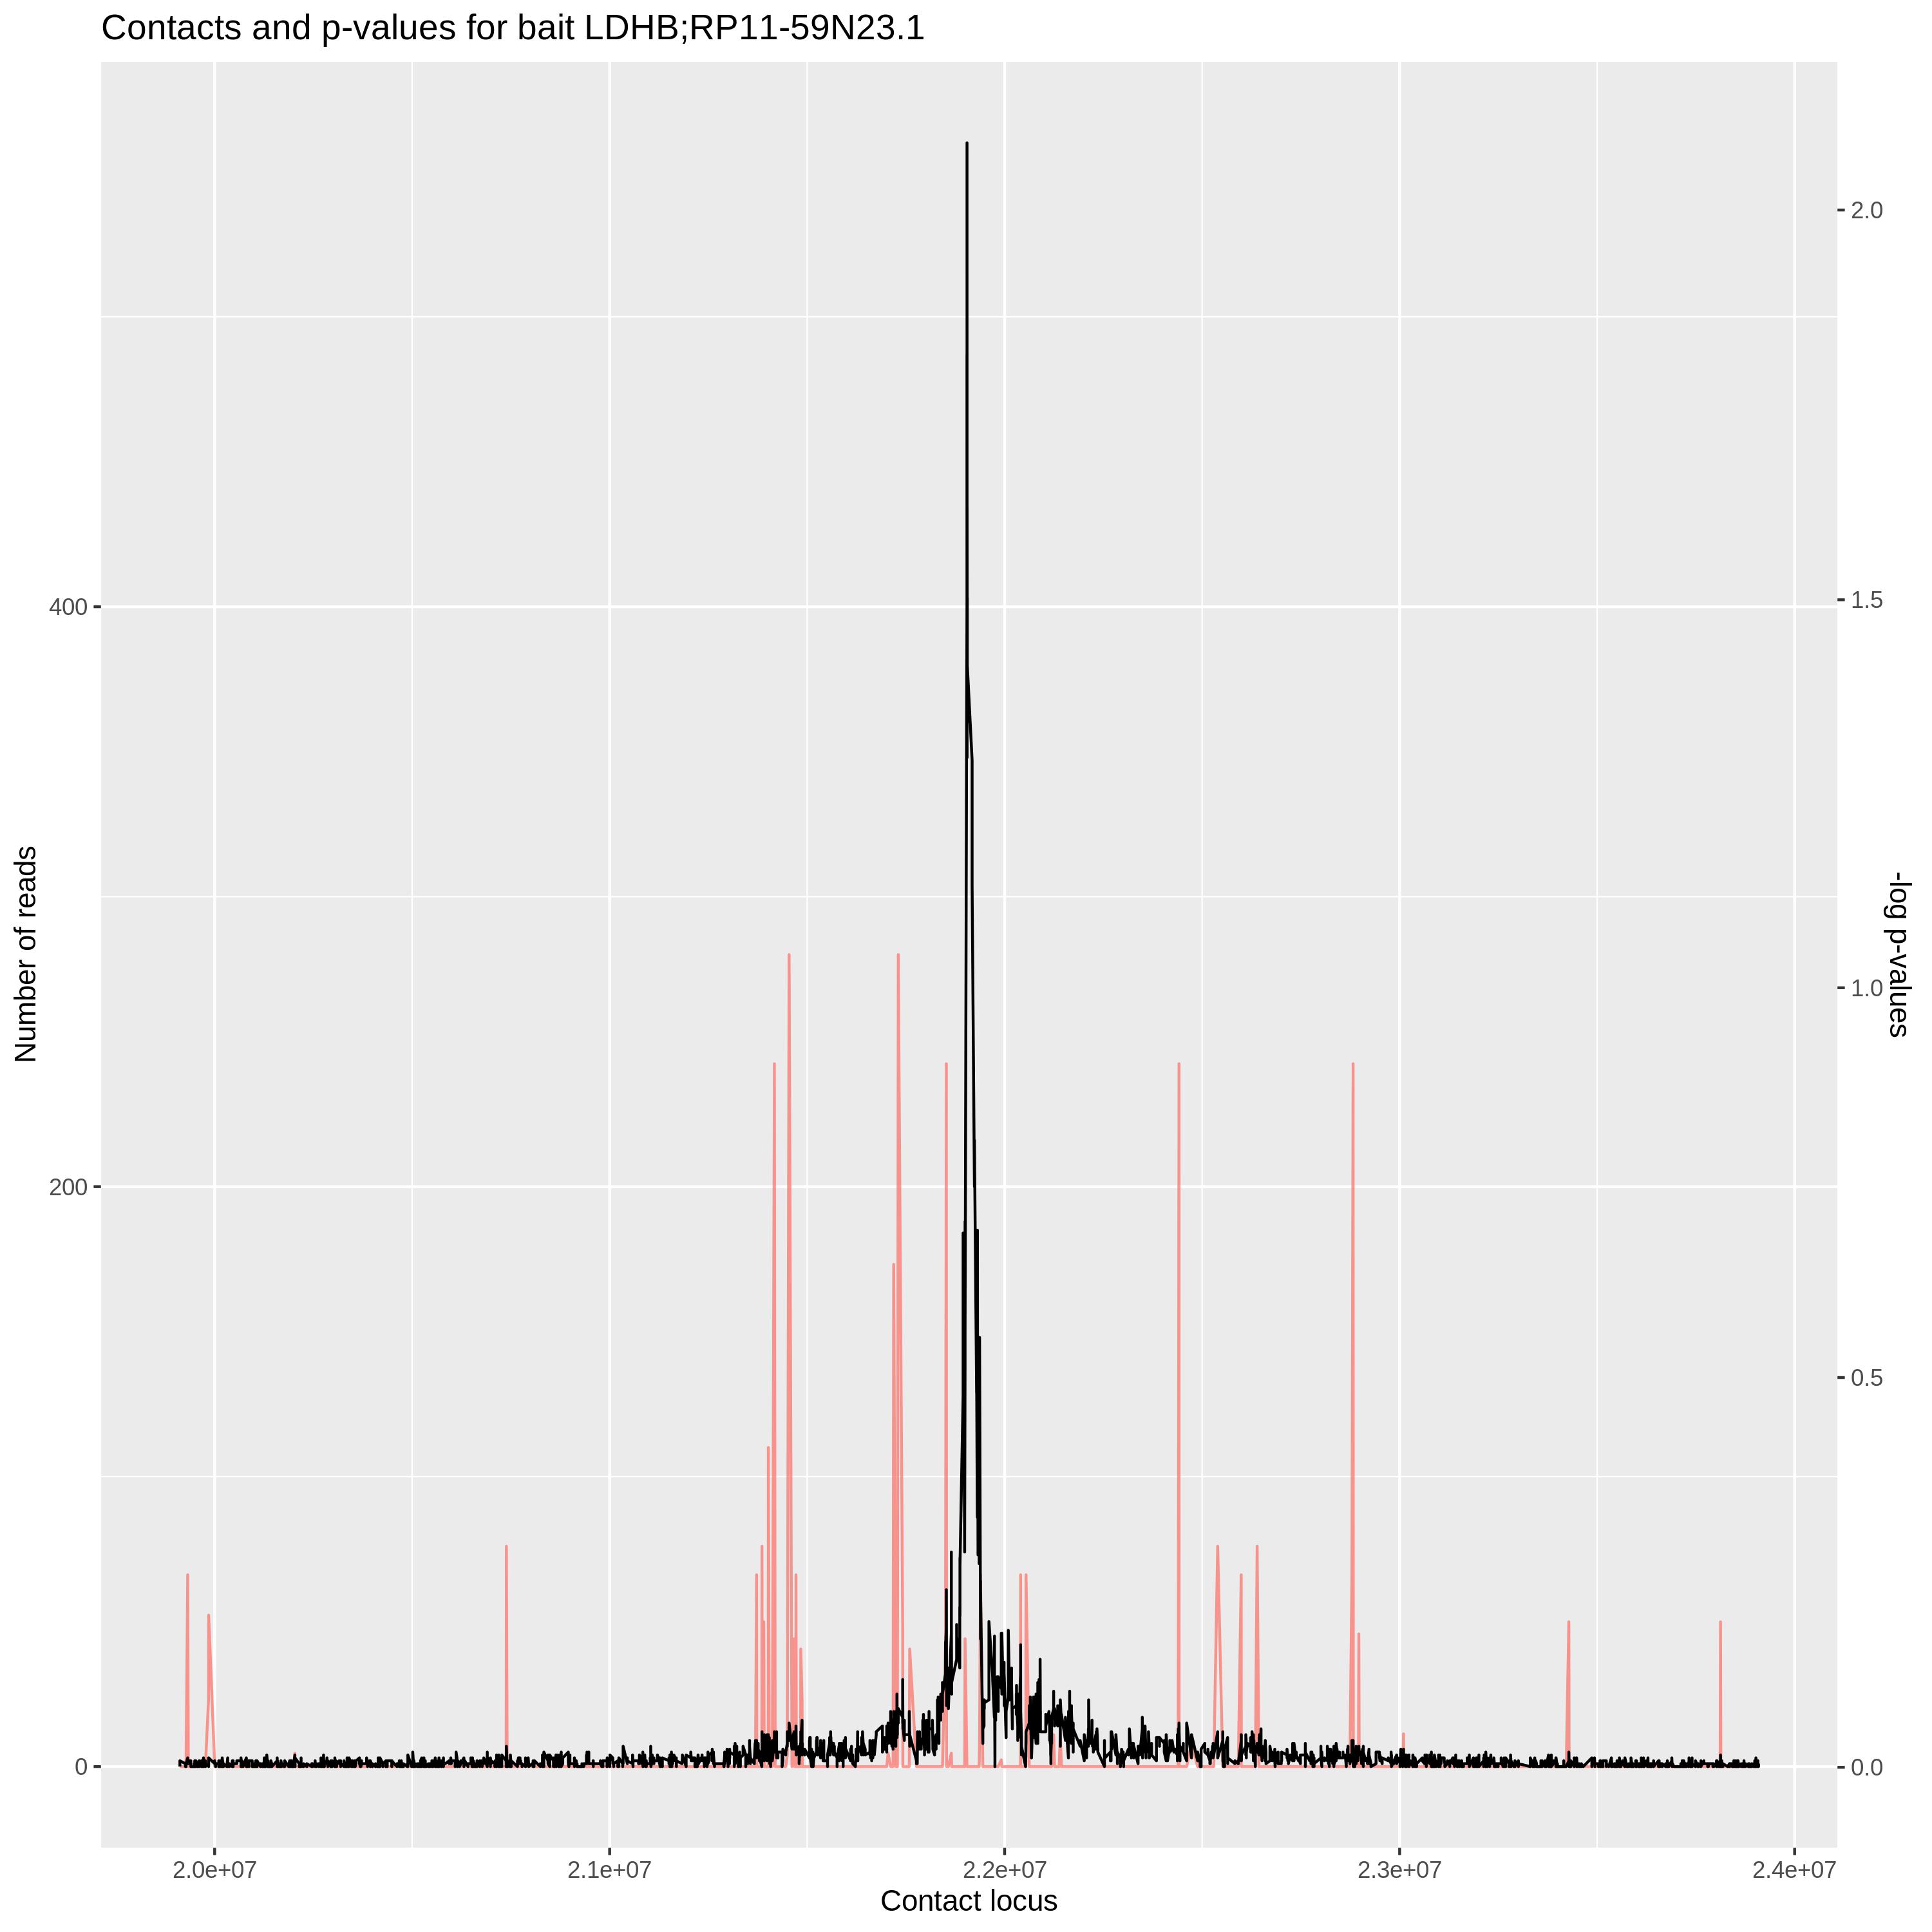 Contacts and p-values for bait LDHB;RP11-59N23.1
Number of reads
400
200
0
2.0
1.5
1.0
0.5
0.0
-log p-values
2.0e+07
2.1e+07
2.2e+07
2.3e+07
2.4e+07
Contact locus